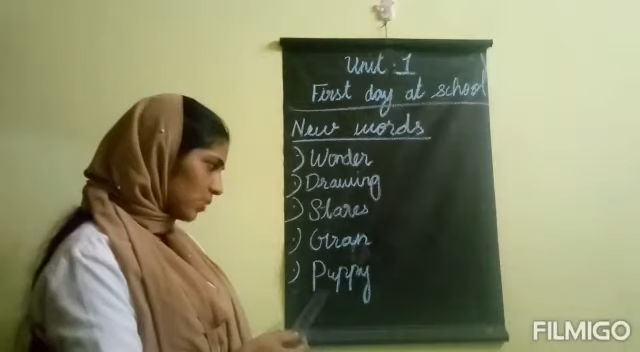 Unit : 1
First day at school
New words
) Wonder
) Drawing
) Stares
) Gran
) Puppy
FILMIGO